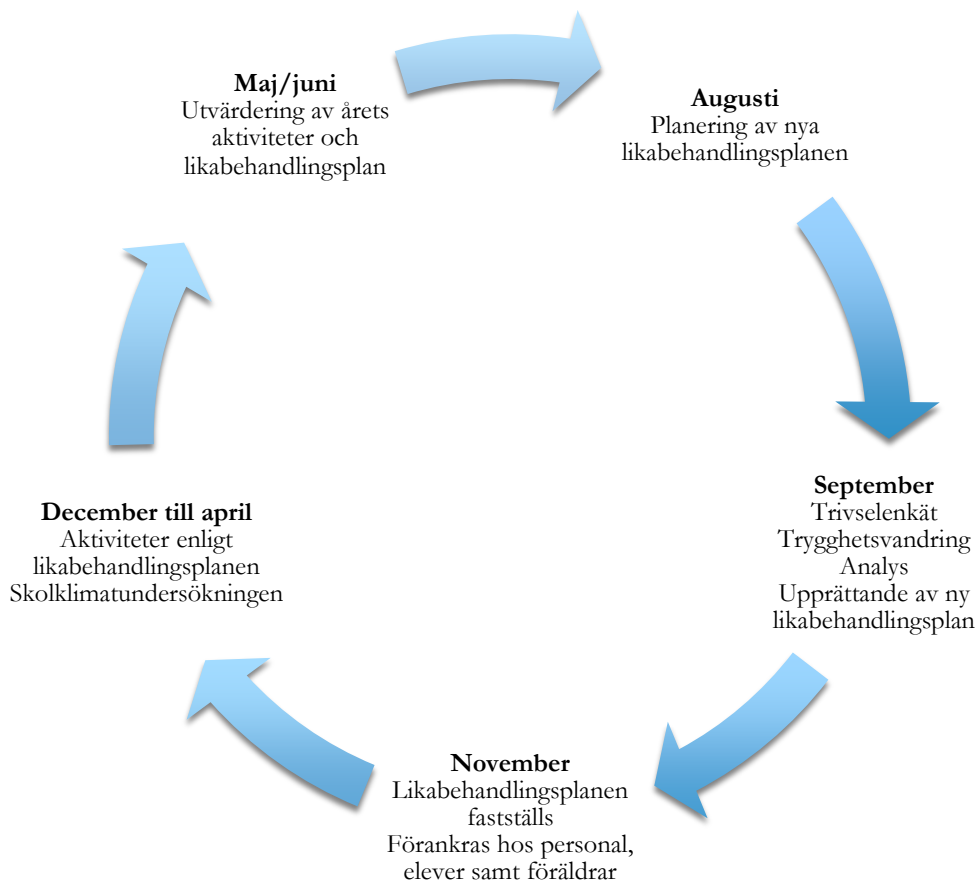 Maj/juni
Utvärdering av årets
aktiviteter och
likabehandlingsplan
Augusti
Planering av nya
likabehandlingsplanen
September
Trivselenkät
Trygghetsvandring
Analys
Upprättande av ny
likabehandlingsplan
November
Likabehandlingsplanen
fastställs
Förankras hos personal,
elever samt föräldrar
December till april
Aktiviteter enligt
likabehandlingsplanen
Skolklimatundersökningen